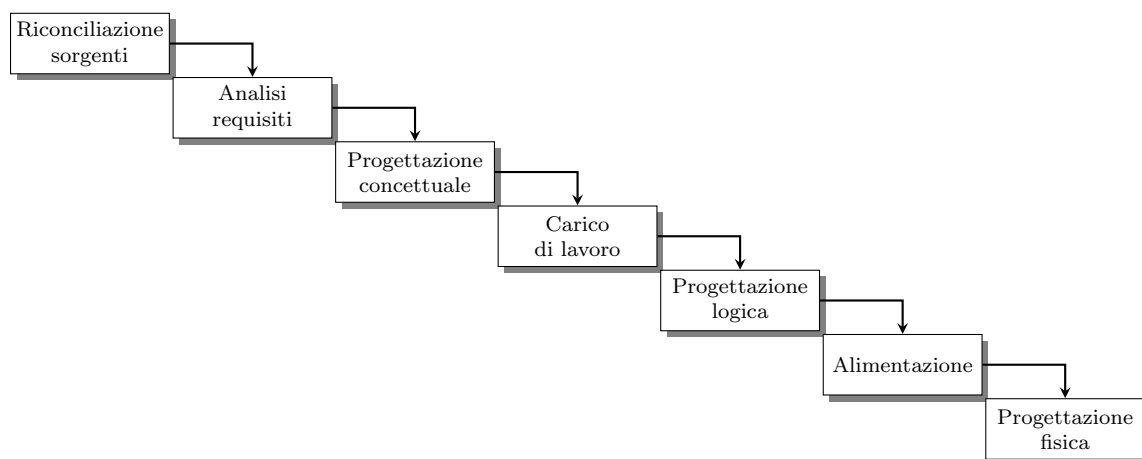 Riconciliazione
sorgenti
Analisi
requisiti
Progettazione
concettuale
Carico
di lavoro
Progettazione
logica
Alimentazione
Progettazione
fisica